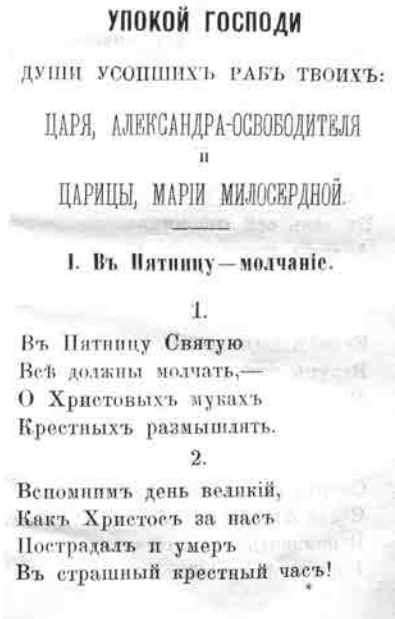 УПОКОЙ ГОСПОДИ
ДУШИ УСОПШИХЪ РАБЪ ТВОИХЪ:
ЦАРЯ, АЛЕКСАНДРА-ОСВОБОДИТЕЛЯ
И
ЦАРИЦЫ, МАРІИ МИЛОСЕРДНОЙ.
I. Въ Пятницу—молчаніе.
1.
Въ Пятницу Святую
Всѣ должны молчать,—
О Христовыхъ мукахъ
Крестныхъ размышлять.
2.
Вспомнимъ день великій,
Какъ Христосъ за насъ
Пострадалъ и умеръ
Въ страшный крестный часъ!
*